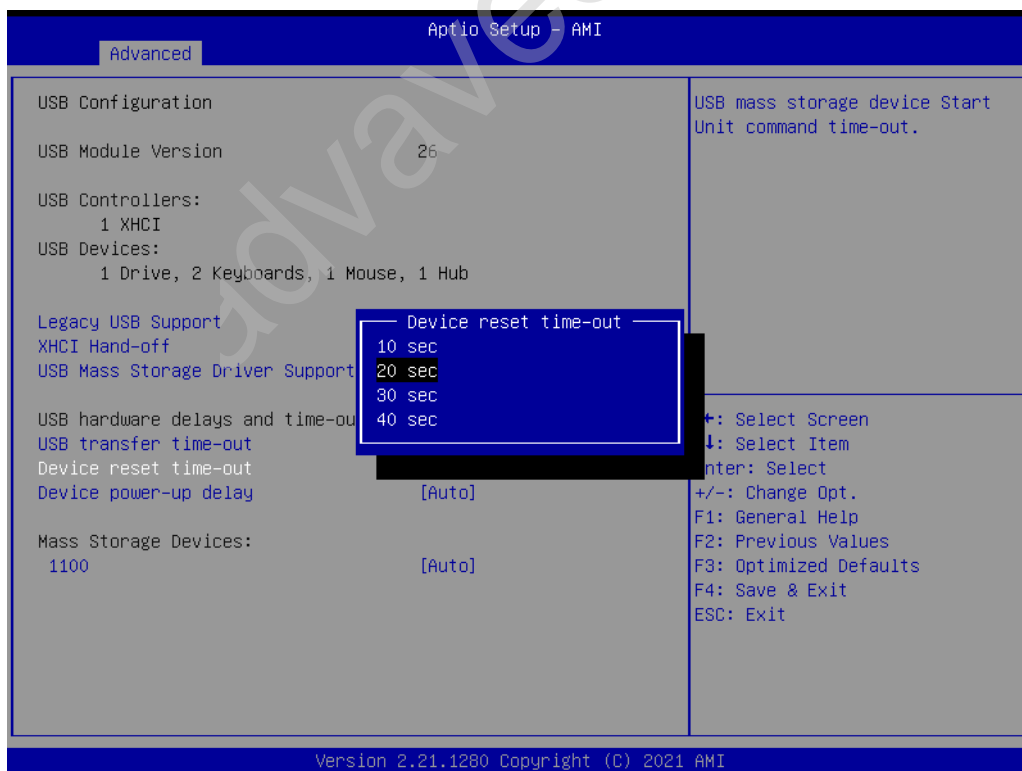 Aptio Setup – AMI
Advanced
USB Configuration
USB Module Version 26
USB Controllers:
1 XHCI
USB Devices:
1 Drive, 2 Keyboards, 1 Mouse, 1 Hub
Legacy USB Support
XHCI Hand-off
USB Mass Storage Driver Support
USB hardware delays and time-ou
USB transfer time-out
Device reset time-out
Device power-up delay [Auto]
Mass Storage Devices:
1100 [Auto]
Device reset time-out
10 sec
20 sec
30 sec
40 sec
USB mass storage device Start
Unit command time-out.
: Select Screen
: Select Item
nter: Select
+/-: Change Opt.
F1: General Help
F2: Previous Values
F3: Optimized Defaults
F4: Save & Exit
ESC: Exit
Version 2.21.1280 Copyright (C) 2021 AMI